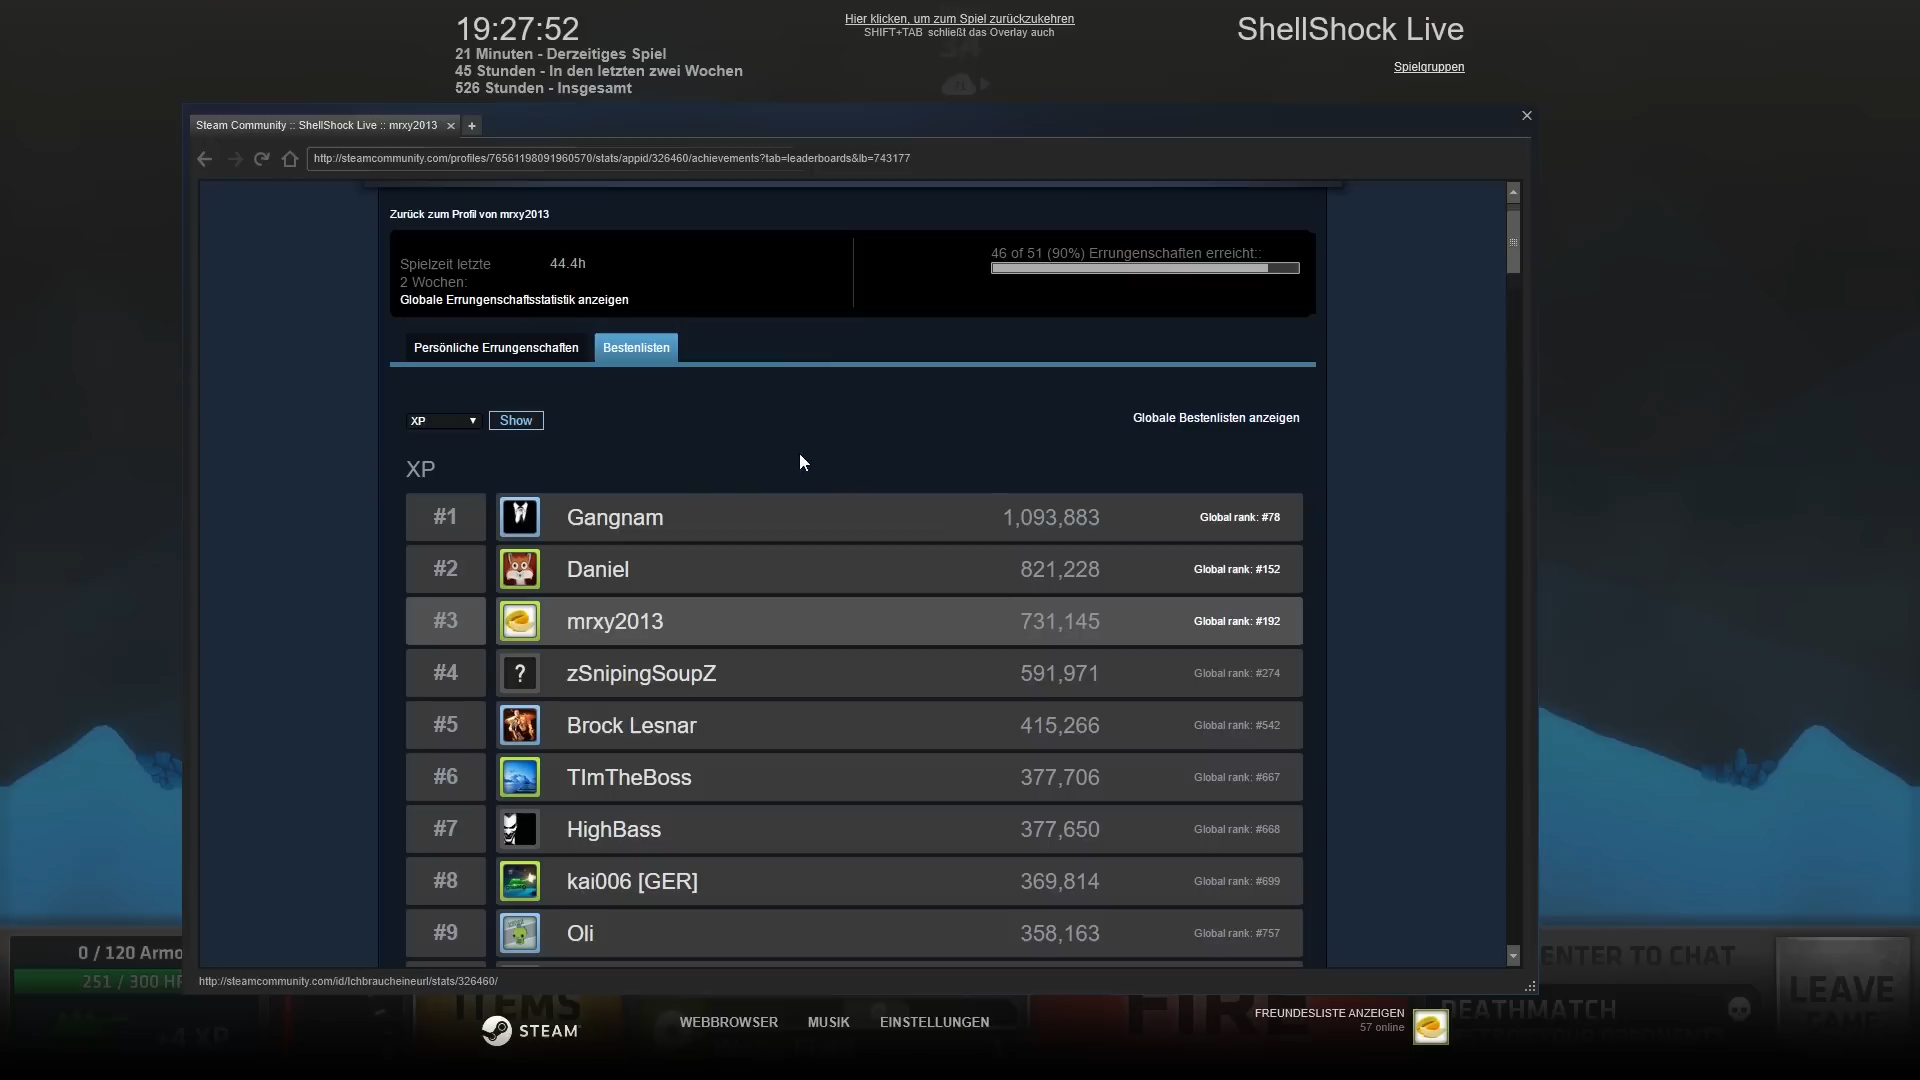 19:27:52
21 Minuten - Derzeitiges Spiel
45 Stunden - In den letzten zwei Wochen
526 Stunden - Insgesamt
Hier klicken, um zum Spiel zurückzukehren
SHIFT+TAB schließt das Overlay auch
ShellShock Live
Spielgruppen
Steam Community :: ShellShock Live :: mrxy2013
http://steamcommunity.com/profiles/76561198091960570/stats/appid/326460/achievements?tab=leaderboards&lb=743177
Zurück zum Profil von mrxy2013
Spielzeit letzte 2 Wochen: 44.4h
Globale Errungenschaftsstatistik anzeigen
46 of 51 (90%) Errungenschaften erreicht::
Persönliche Errungenschaften Bestenlisten
XP Show
Globale Bestenlisten anzeigen
XP
#1 Gangnam 1,093,883 Global rank: #78
#2 Daniel 821,228 Global rank: #152
#3 mrxy2013 731,145 Global rank: #192
#4 zSnipingSoupZ 591,971 Global rank: #274
#5 Brock Lesnar 415,266 Global rank: #542
#6 TImTheBoss 377,706 Global rank: #667
#7 HighBass 377,650 Global rank: #668
#8 kai006 [GER] 369,814 Global rank: #699
#9 Oli 358,163 Global rank: #757
0 / 120 Armo
251 / 300 HP
http://steamcommunity.com/id/Ichbraucheineurl/stats/326460/
ENTER TO CHAT
LEAVE
ITEMS
FIRE
DEATHMATCH
+4 XP
STEAM
WEBBROWSER MUSIK EINSTELLUNGEN
FREUNDESLISTE ANZEIGEN
57 online